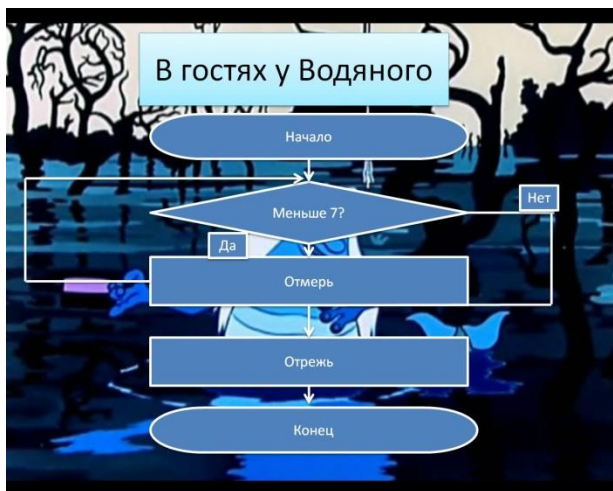 В гостях у Водяного
Начало
Меньше 7?
Нет
Да
Отмерь
Отрежь
Конец